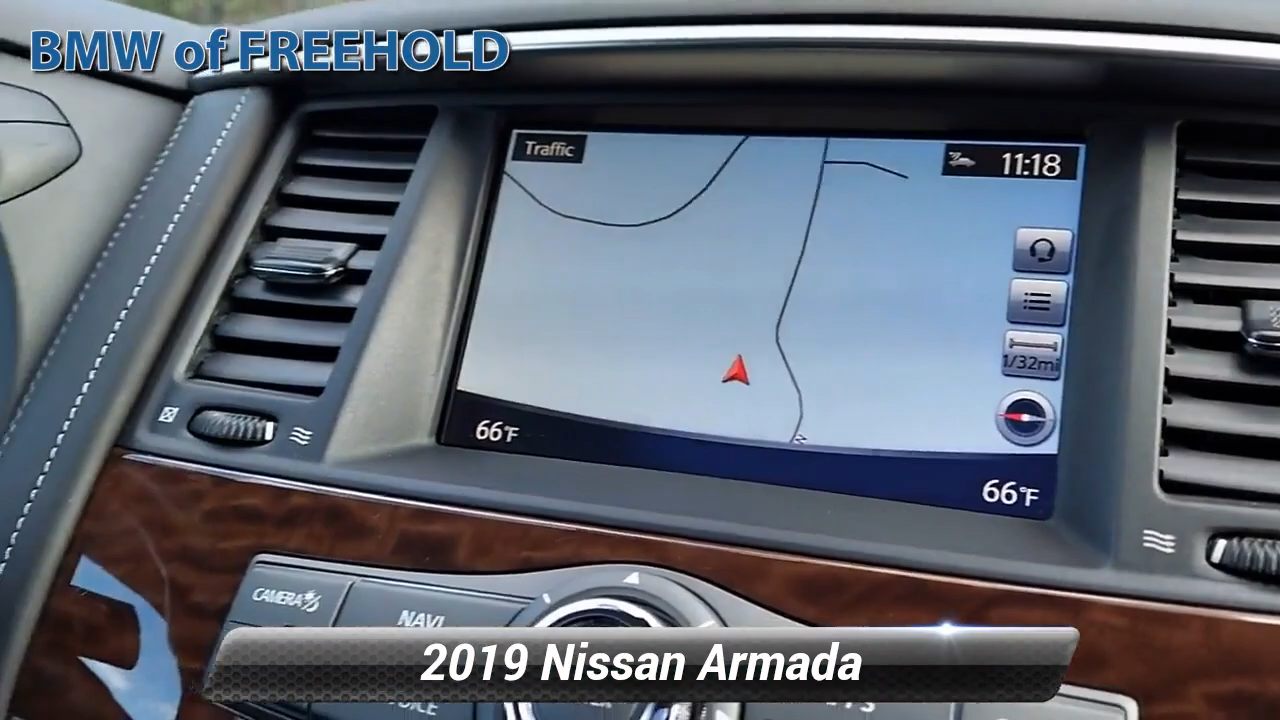 BMW of FREEHOLD
Traffic
11:18
1/32mi
66°F
66°F
CAMERA
NAVI
2019 Nissan Armada